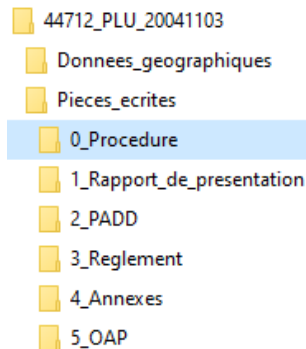 44712_PLU_20041103
Donnees_geographiques
Pieces_ecrites
0_Procedure
1_Rapport_de_presentation
2_PADD
3_Reglement
4_Annexes
5_OAP